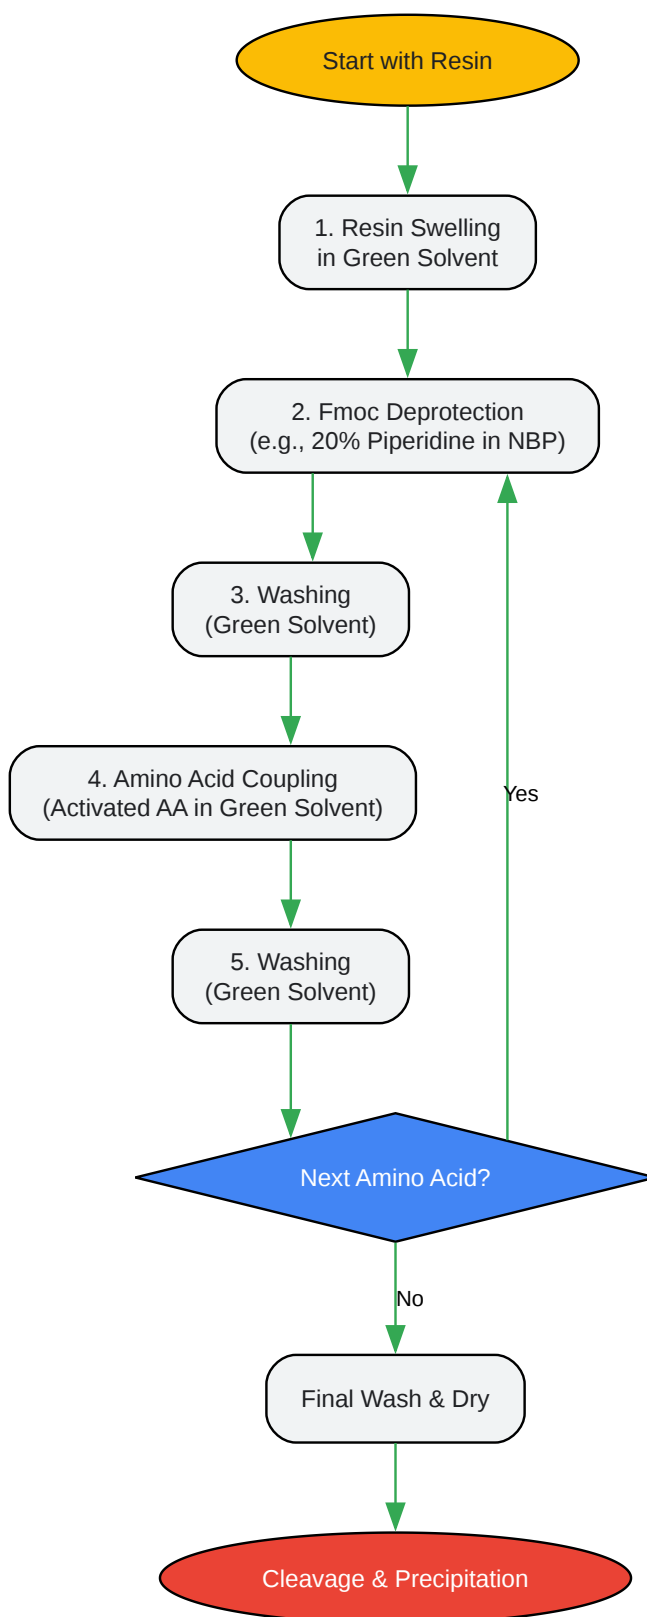 Start with Resin
1. Resin Swelling
in Green Solvent
2. Fmoc Deprotection
(e.g., 20% Piperidine in NBP)
3. Washing
(Green Solvent)
4. Amino Acid Coupling
(Activated AA in Green Solvent)
Yes
5. Washing
(Green Solvent)
Next Amino Acid?
No
Final Wash & Dry
Cleavage & Precipitation